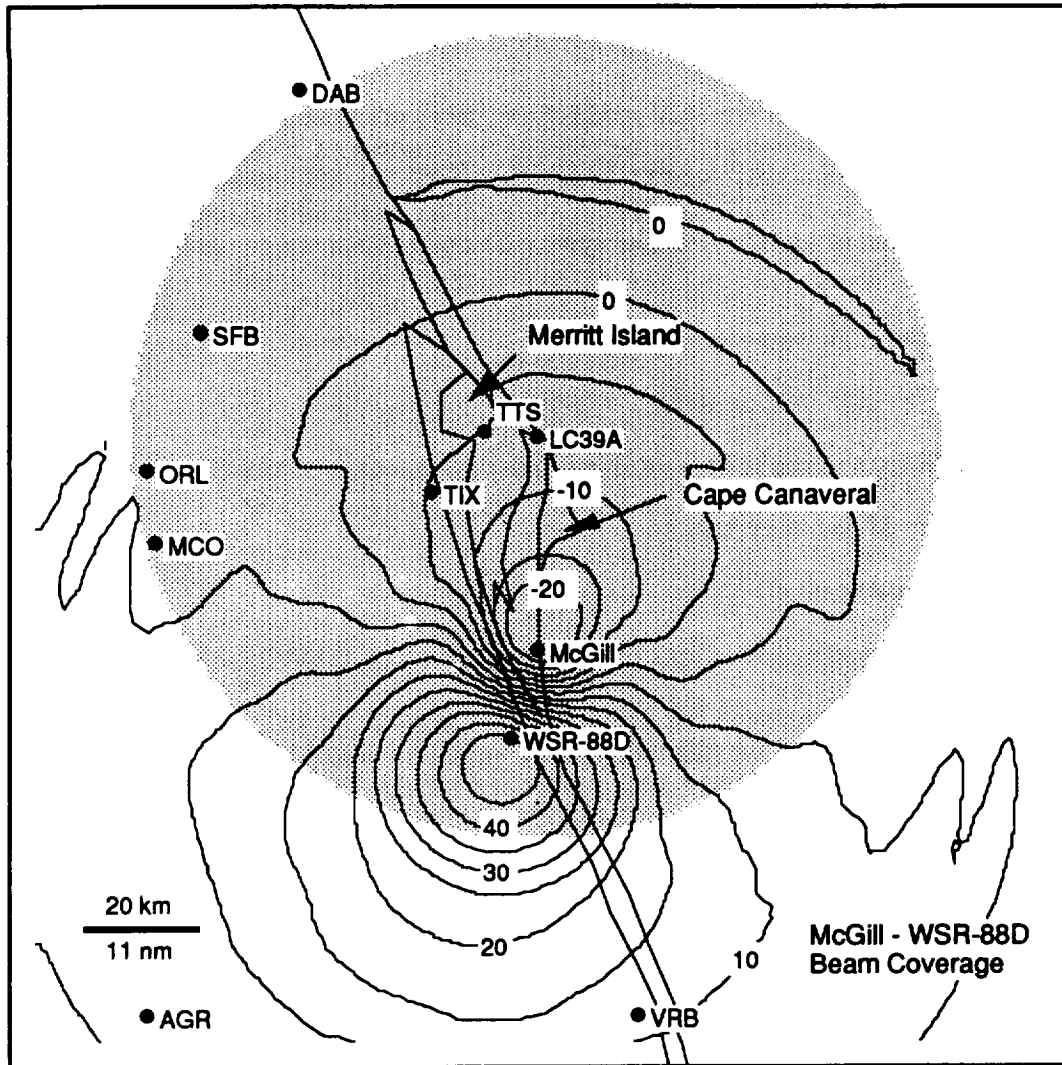 DAB
0
0
SFB
Merritt Island
TTS
LC39A
ORL
TIX
-10
Cape Canaveral
MCO
-20
McGill
WSR-88D
40
30
20 km
11 nm
20
10
McGill - WSR-88D
Beam Coverage
AGR
VRB